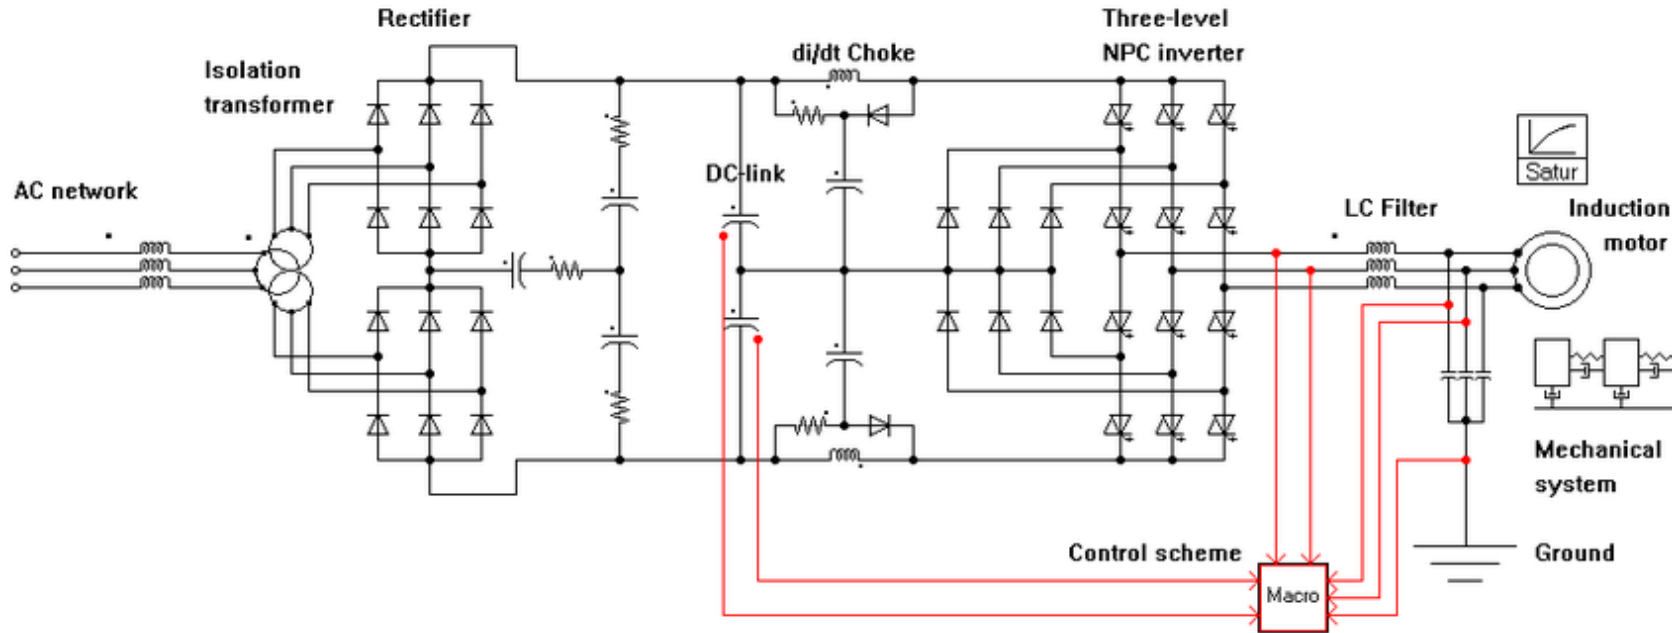 Rectifier
Three-level
NPC inverter
di/dt Choke
Isolation
transformer
Satur
DC-link
AC network
LC Filter
Induction
motor
Mechanical
system
Control scheme
Ground
Macro